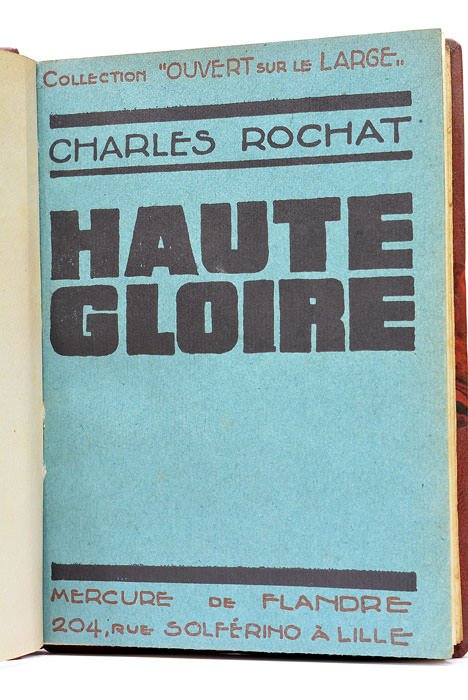 COLLECTION "OUVERT SUR LE LARGE„
CHARLES ROCHAT
HAUTE
GLOIRE
MERCURE DE FLANDRE
204, RUE SOLFÉRINO À LILLE